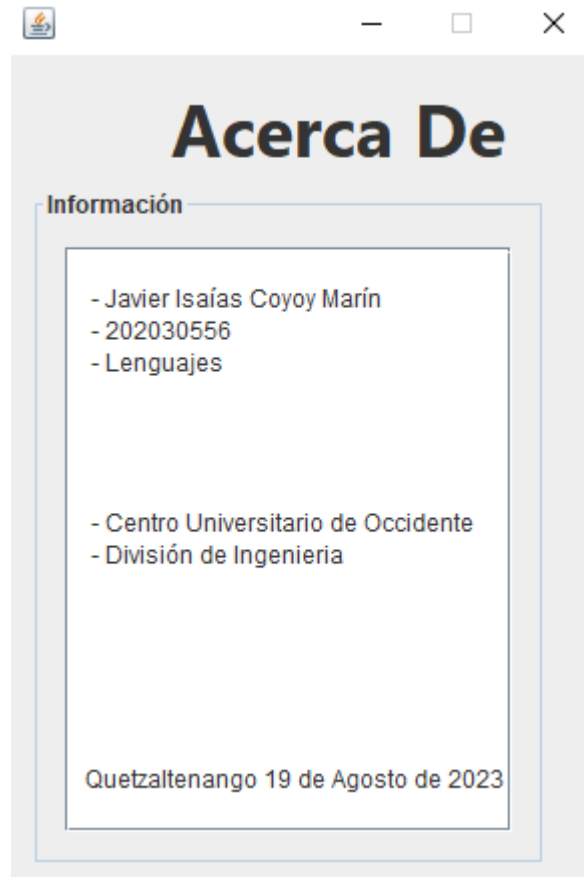 Acerca De
Información
- Javier Isaías Coyoy Marín
- 202030556
- Lenguajes
- Centro Universitario de Occidente
- División de Ingenieria
Quetzaltenango 19 de Agosto de 2023